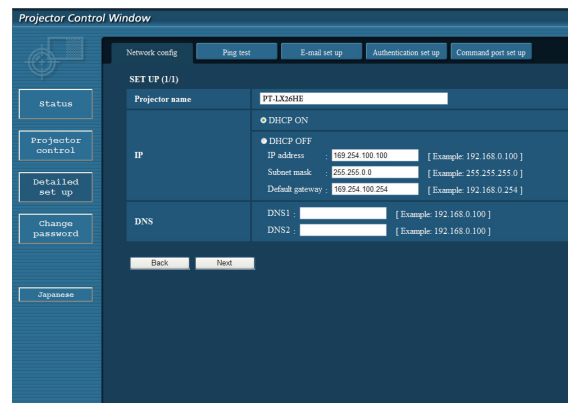 Projector Control Window
Network config Ping test E-mail set up Authentication set up Command port set up
SET UP (1/1)
Status
Projector control
Detailed set up
Change password
Japanese
Projector name PT-LX26HE
IP
DHCP ON
DHCP OFF
IP address : 169.254.100.100 [ Example: 192.168.0.100 ]
Subnet mask : 255.255.0.0 [ Example: 255.255.255.0 ]
Default gateway : 169.254.100.254 [ Example: 192.168.0.254 ]
DNS
DNS1 : [ Example: 192.168.0.100 ]
DNS2 : [ Example: 192.168.0.100 ]
Back Next